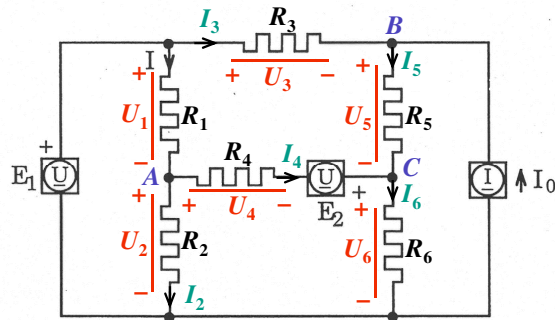 I₃ R₃ B
I + U₃ − I₅
+ U₁ − R₁ + U₅ − R₅
+ E₁ U A R₄ I₄ U + C I I₀
+ U₄ − E₂ I₆
+ U₂ − R₂ + U₆ − R₆
I₂